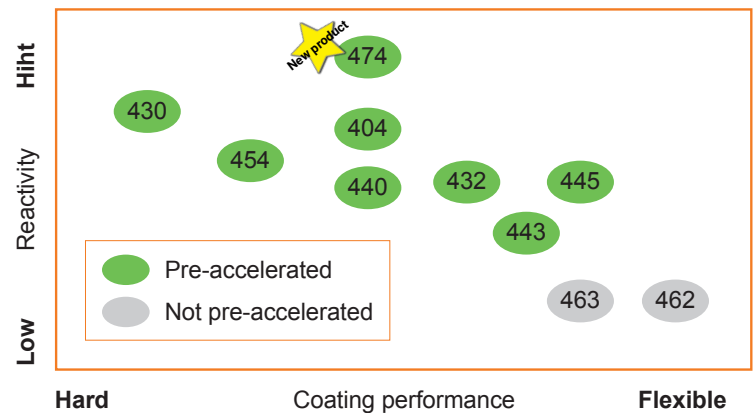 New product
474
Hiht
430
404
454
440
432
445
Reactivity
443
Pre-accelerated
463
462
Not pre-accelerated
Low
Hard
Coating performance
Flexible